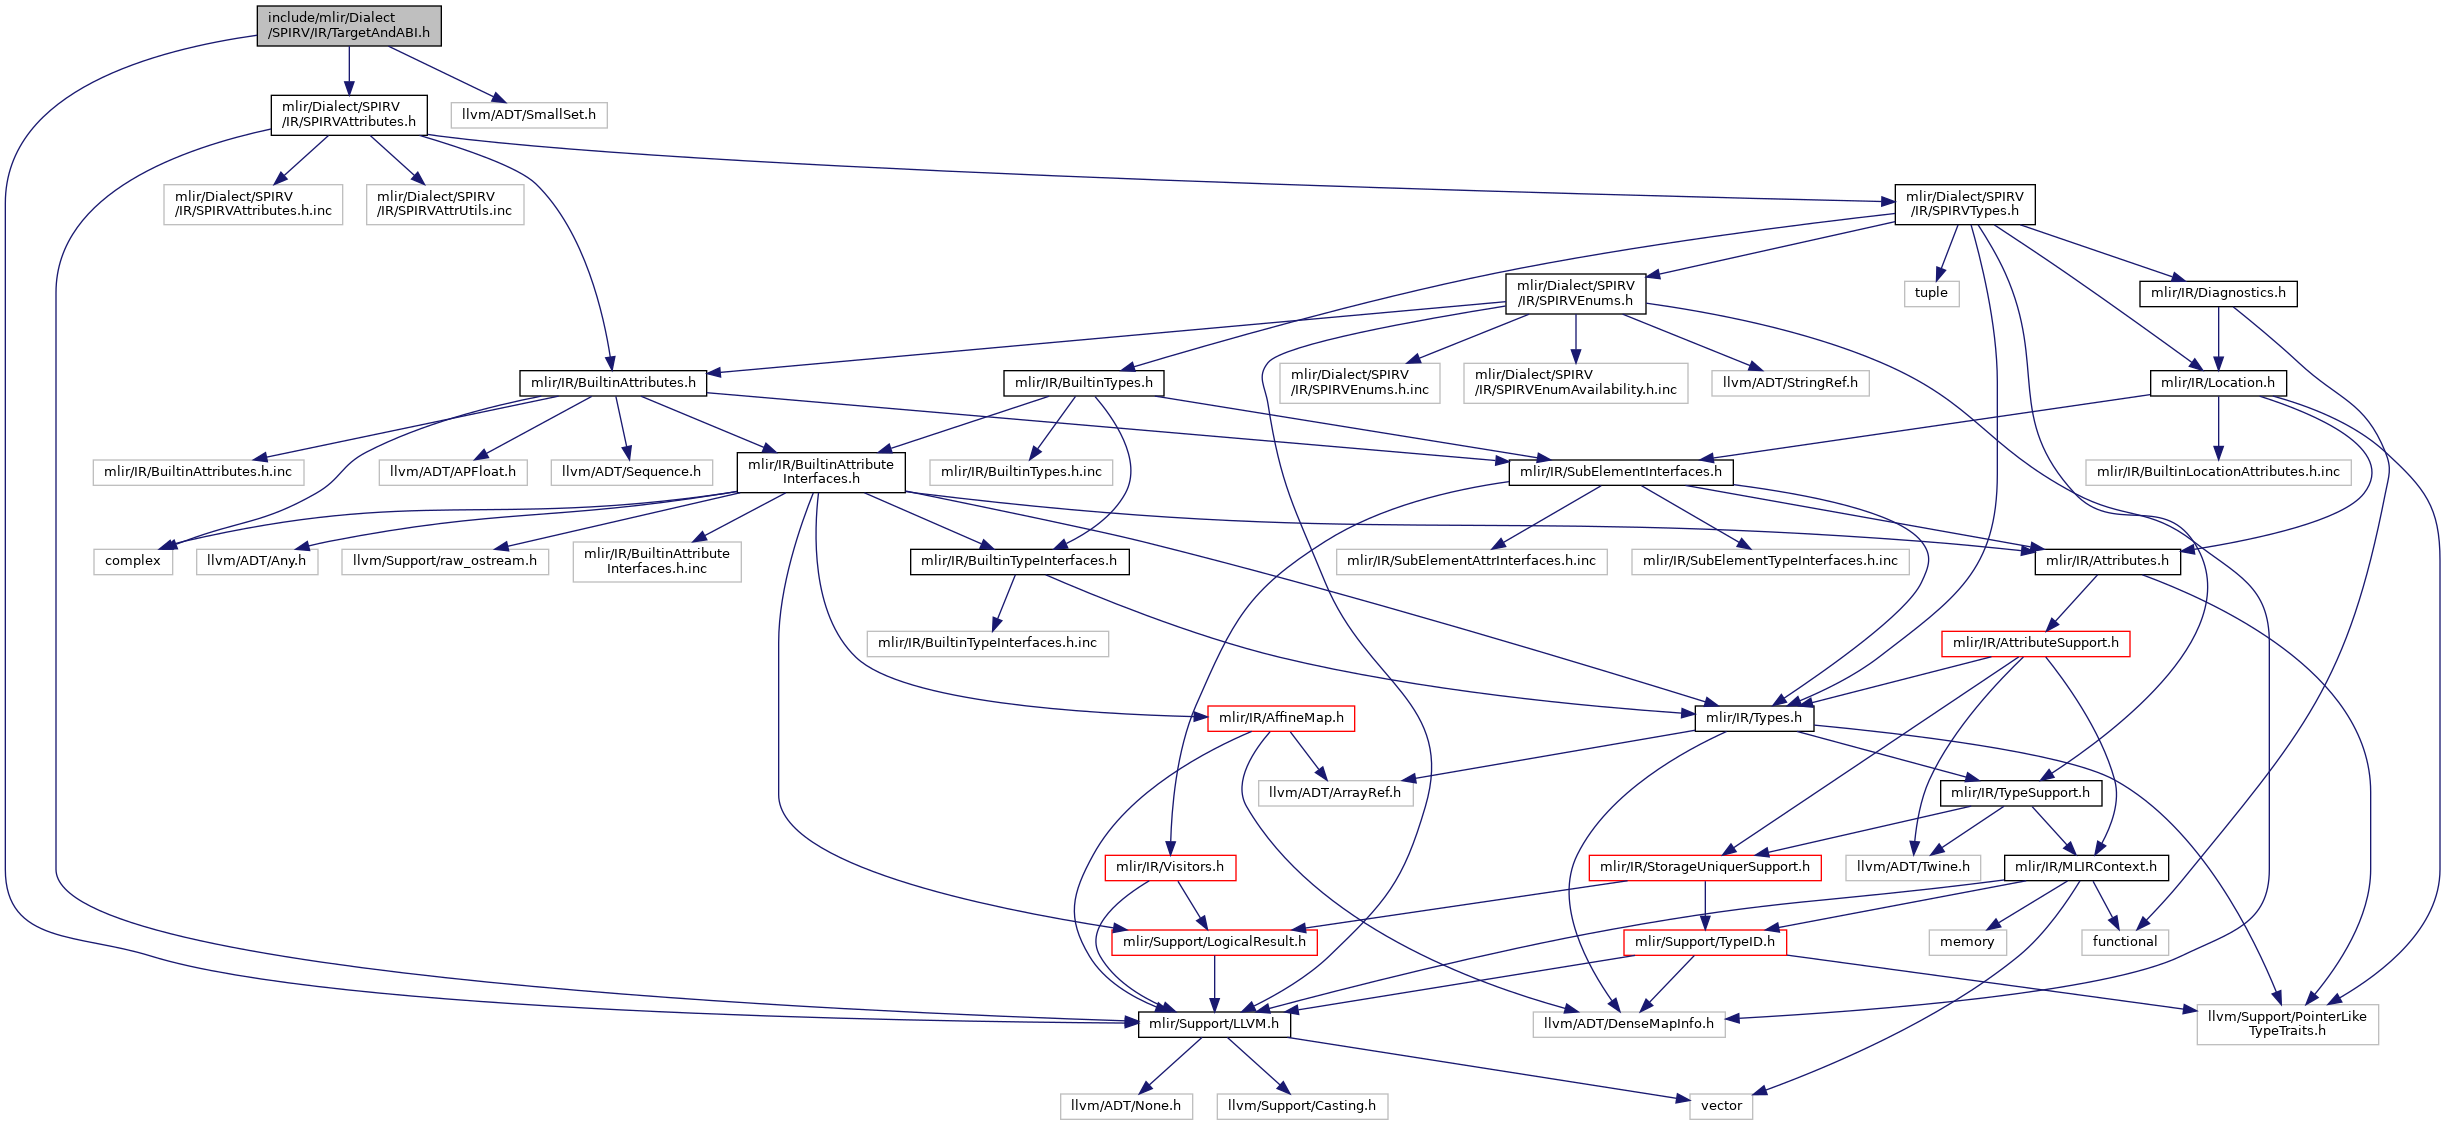 include/mlir/Dialect
/SPIRV/IR/TargetAndABI.h
mlir/Dialect/SPIRV
/IR/SPIRVAttributes.h
llvm/ADT/SmallSet.h
mlir/Dialect/SPIRV
/IR/SPIRVAttributes.h.inc
mlir/Dialect/SPIRV
/IR/SPIRVAttrUtils.inc
mlir/Dialect/SPIRV
/IR/SPIRVTypes.h
mlir/Dialect/SPIRV
/IR/SPIRVEnums.h
tuple
mlir/IR/Diagnostics.h
mlir/IR/BuiltinAttributes.h
mlir/IR/BuiltinTypes.h
mlir/Dialect/SPIRV
/IR/SPIRVEnums.h.inc
mlir/Dialect/SPIRV
/IR/SPIRVEnumAvailability.h.inc
llvm/ADT/StringRef.h
mlir/IR/Location.h
mlir/IR/BuiltinAttributes.h.inc
llvm/ADT/APFloat.h
llvm/ADT/Sequence.h
mlir/IR/BuiltinAttribute
Interfaces.h
mlir/IR/BuiltinTypes.h.inc
mlir/IR/SubElementInterfaces.h
mlir/IR/BuiltinLocationAttributes.h.inc
complex
llvm/ADT/Any.h
llvm/Support/raw_ostream.h
mlir/IR/BuiltinAttribute
Interfaces.h.inc
mlir/IR/BuiltinTypeInterfaces.h
mlir/IR/SubElementAttrInterfaces.h.inc
mlir/IR/SubElementTypeInterfaces.h.inc
mlir/IR/Attributes.h
mlir/IR/BuiltinTypeInterfaces.h.inc
mlir/IR/AttributeSupport.h
mlir/IR/AffineMap.h
mlir/IR/Types.h
llvm/ADT/ArrayRef.h
mlir/IR/TypeSupport.h
mlir/IR/Visitors.h
mlir/IR/StorageUniquerSupport.h
llvm/ADT/Twine.h
mlir/IR/MLIRContext.h
mlir/Support/LogicalResult.h
mlir/Support/TypeID.h
memory
functional
mlir/Support/LLVM.h
llvm/ADT/DenseMapInfo.h
llvm/Support/PointerLike
TypeTraits.h
llvm/ADT/None.h
llvm/Support/Casting.h
vector